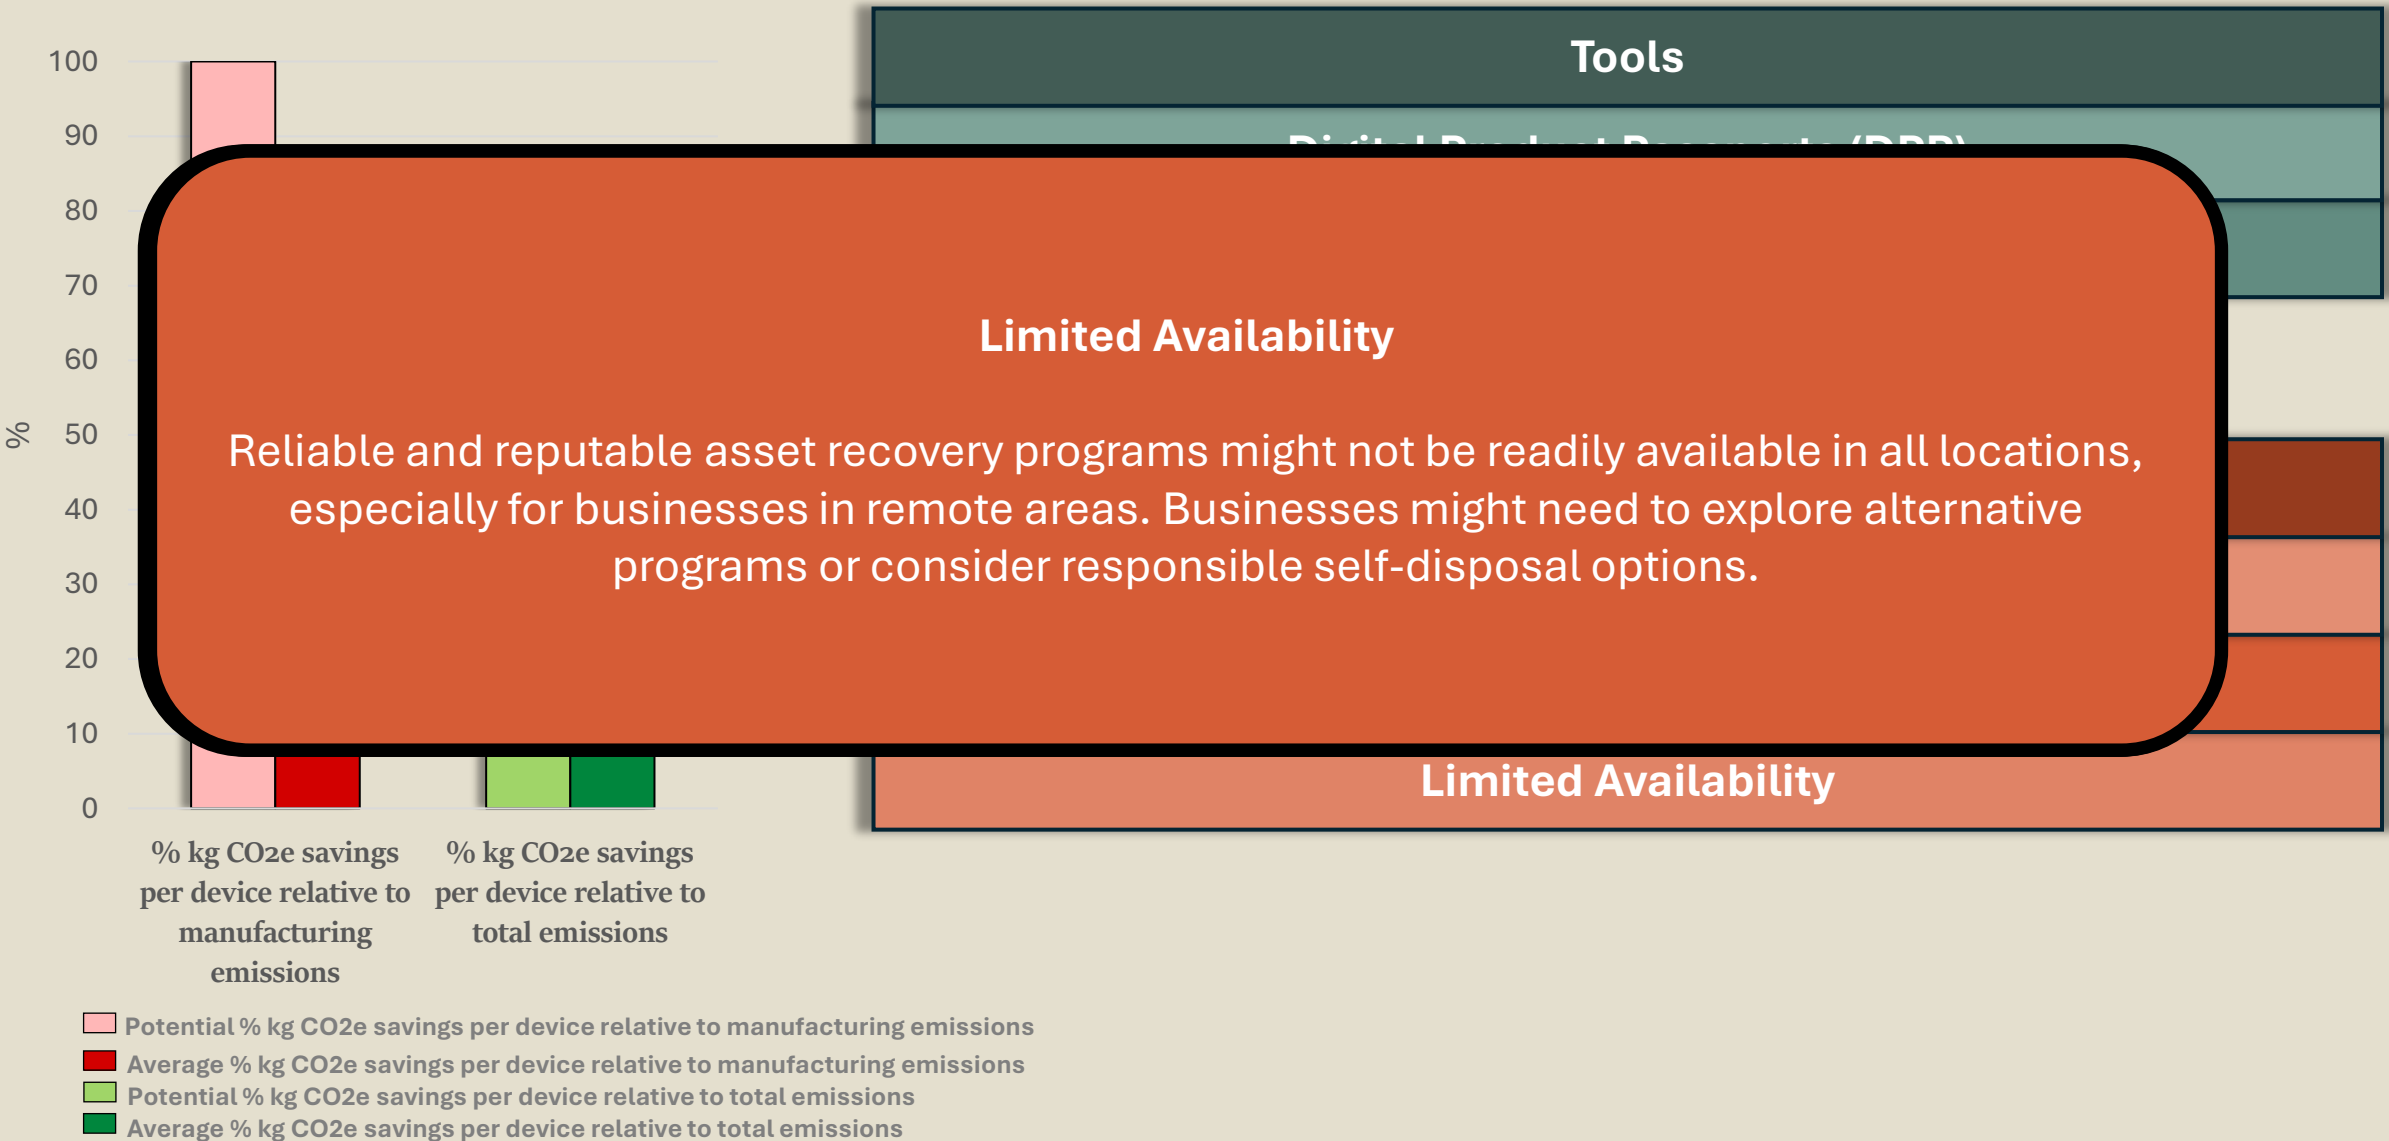 100
90
80
70
60
50
40
30
20
10
0
%
% kg CO2e savings
per device relative to
manufacturing
emissions
% kg CO2e savings
per device relative to
total emissions
Potential % kg CO2e savings per device relative to manufacturing emissions
Average % kg CO2e savings per device relative to manufacturing emissions
Potential % kg CO2e savings per device relative to total emissions
Average % kg CO2e savings per device relative to total emissions
Tools
Digital Product Passports (DPP)
Limited Availability
Reliable and reputable asset recovery programs might not be readily available in all locations,
especially for businesses in remote areas. Businesses might need to explore alternative
programs or consider responsible self-disposal options.
Limited Availability